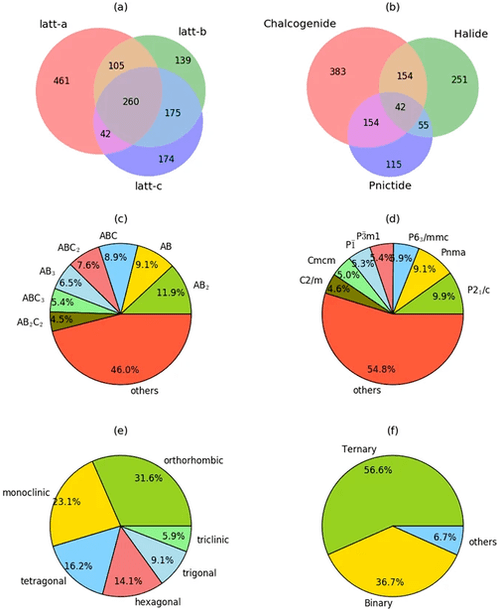 (a)
latt-a
latt-b
461
105
139
260
175
42
174
latt-c
(b)
Chalcogenide
Halide
383
154
251
42
154
55
115
Pnictide
(c)
ABC
ABC₂
AB
AB₃
AB₂
ABC₃
AB₂C₂
8.9%
7.6%
9.1%
6.5%
11.9%
5.4%
4.5%
46.0%
others
(d)
P3̅m1
P6₃/mmc
P1̅
Pnma
Cmcm
P2₁/c
C2/m
5.4%
6.9%
5.3%
9.1%
5.0%
9.9%
4.6%
54.8%
others
(e)
orthorhombic
31.6%
monoclinic
23.1%
5.9%
triclinic
16.2%
9.1%
trigonal
tetragonal
14.1%
hexagonal
(f)
Ternary
56.6%
6.7%
others
36.7%
Binary